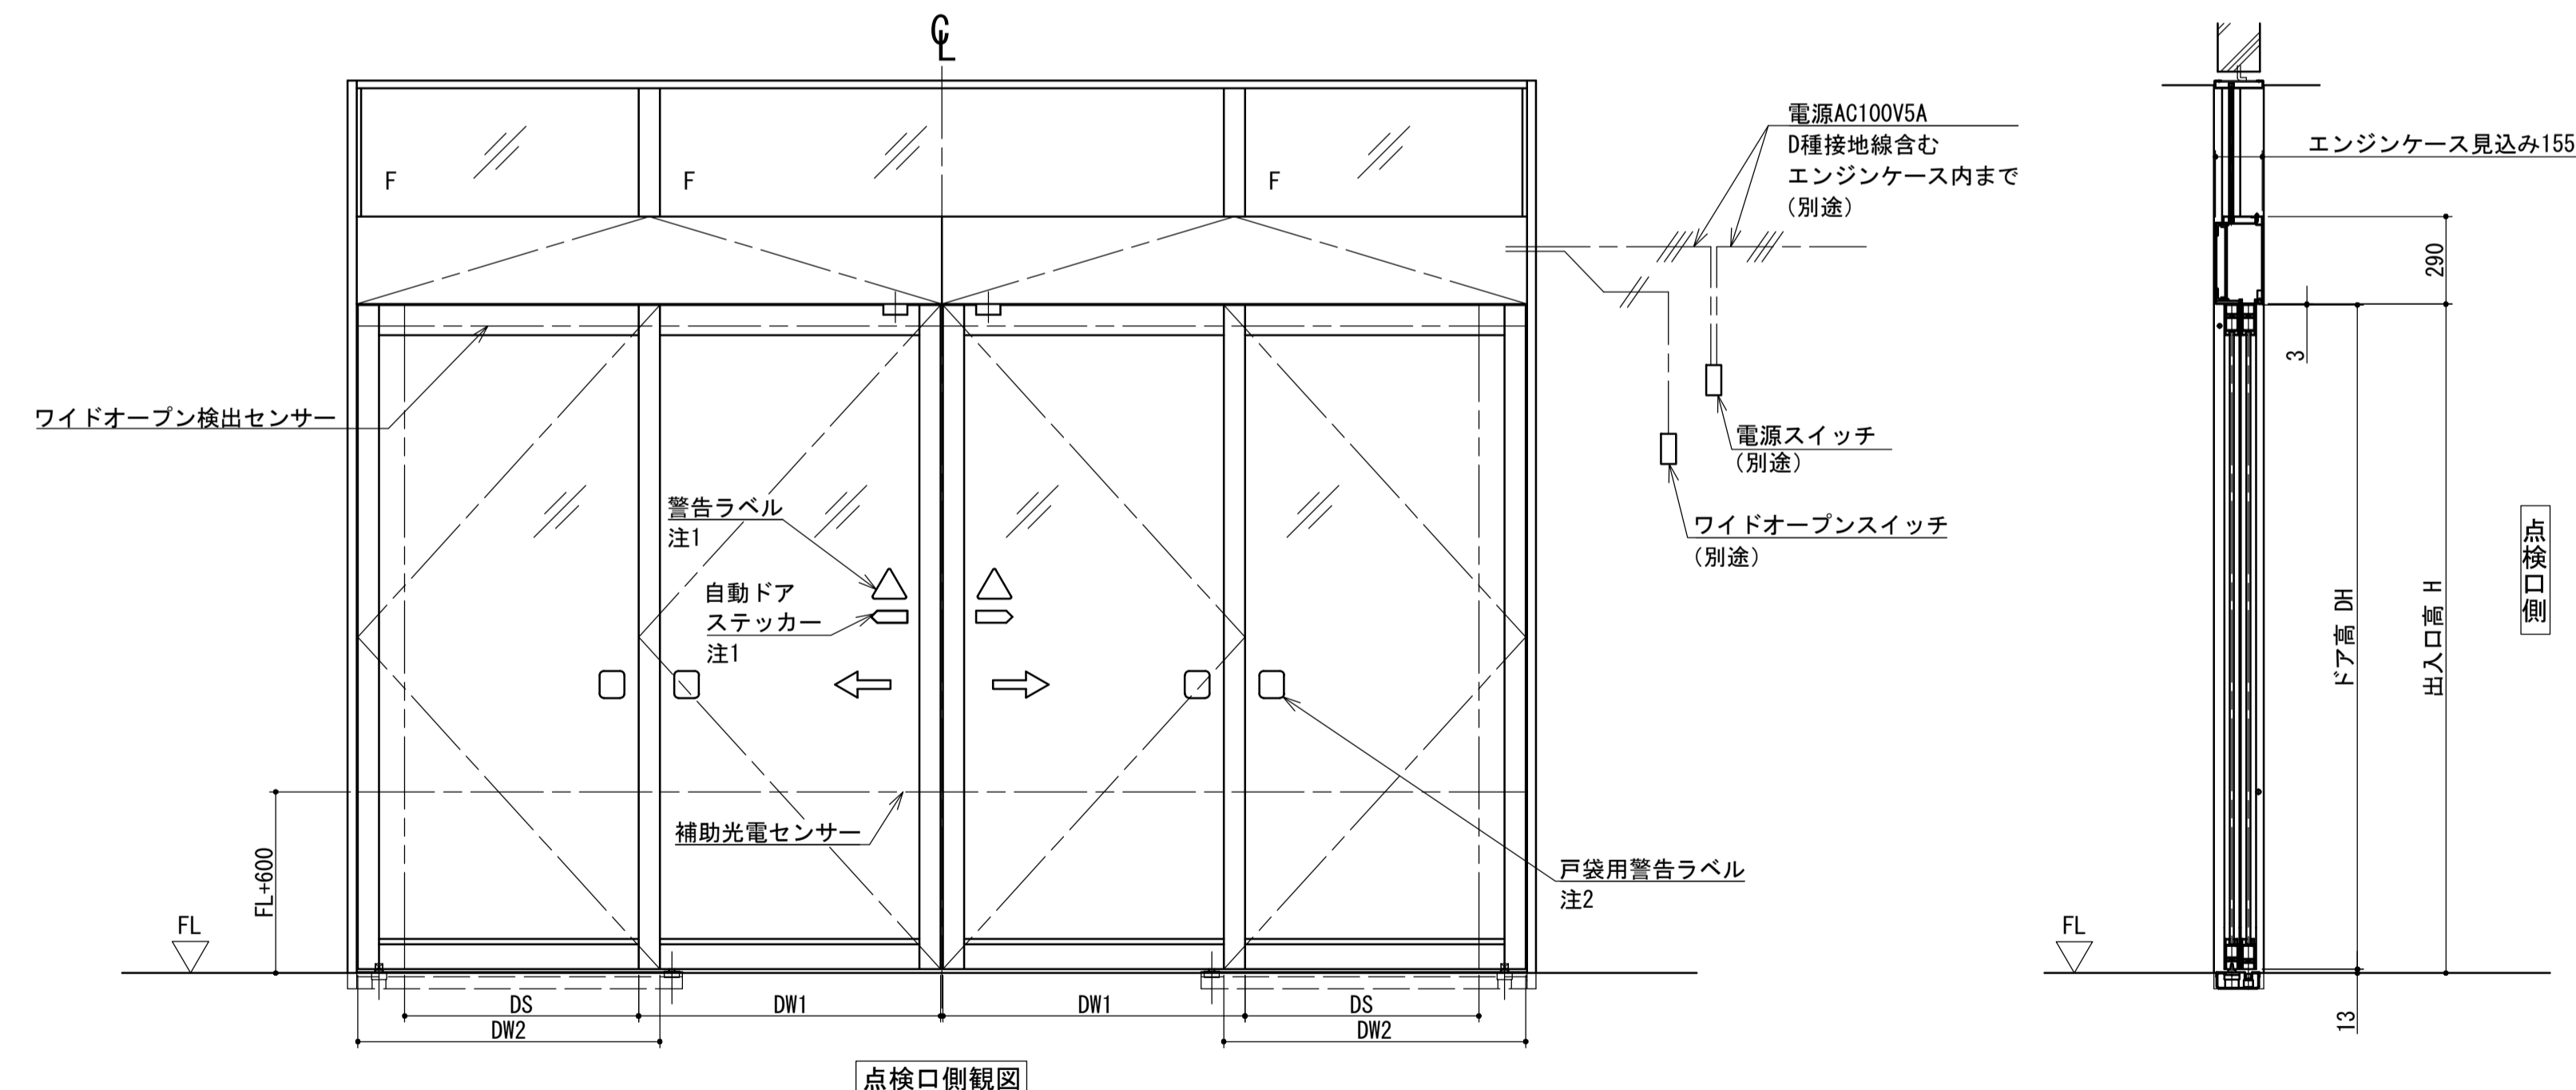 CL
F
F
F
電源AC100V5A
D種接地線含む
エンジンケース内まで
(別途)
エンジンケース見込み155
290
3
ワイドオープン検出センサー
電源スイッチ
(別途)
ワイドオープンスイッチ
(別途)
警告ラベル
注1
自動ドア
ステッカー
注1
点検口側
ドア高 DH
出入口高 H
補助光電センサー
戸袋用警告ラベル
注2
FL+600
FL
FL
DS
DW1
DW1
DS
DW2
DW2
13
点検口側観図